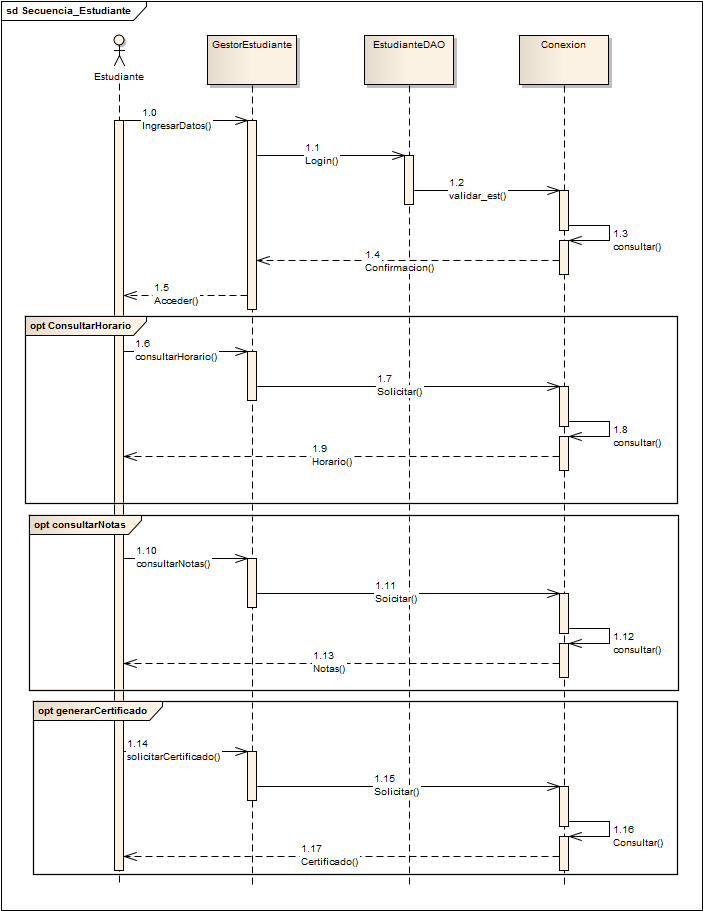 sd Secuencia_Estudiante
Estudiante
GestorEstudiante
EstudianteDAO
Conexion
1.0
IngresarDatos()
1.1
Login()
1.2
validar_est()
1.3
consultar()
1.4
Confirmacion()
1.5
Acceder()
opt ConsultarHorario
1.6
consultarHorario()
1.7
Solicitar()
1.8
consultar()
1.9
Horario()
opt consultarNotas
1.10
consultarNotas()
1.11
Soicitar()
1.12
consultar()
1.13
Notas()
opt generarCertificado
1.14
solicitarCertificado()
1.15
Solicitar()
1.16
Consultar()
1.17
Certificado()